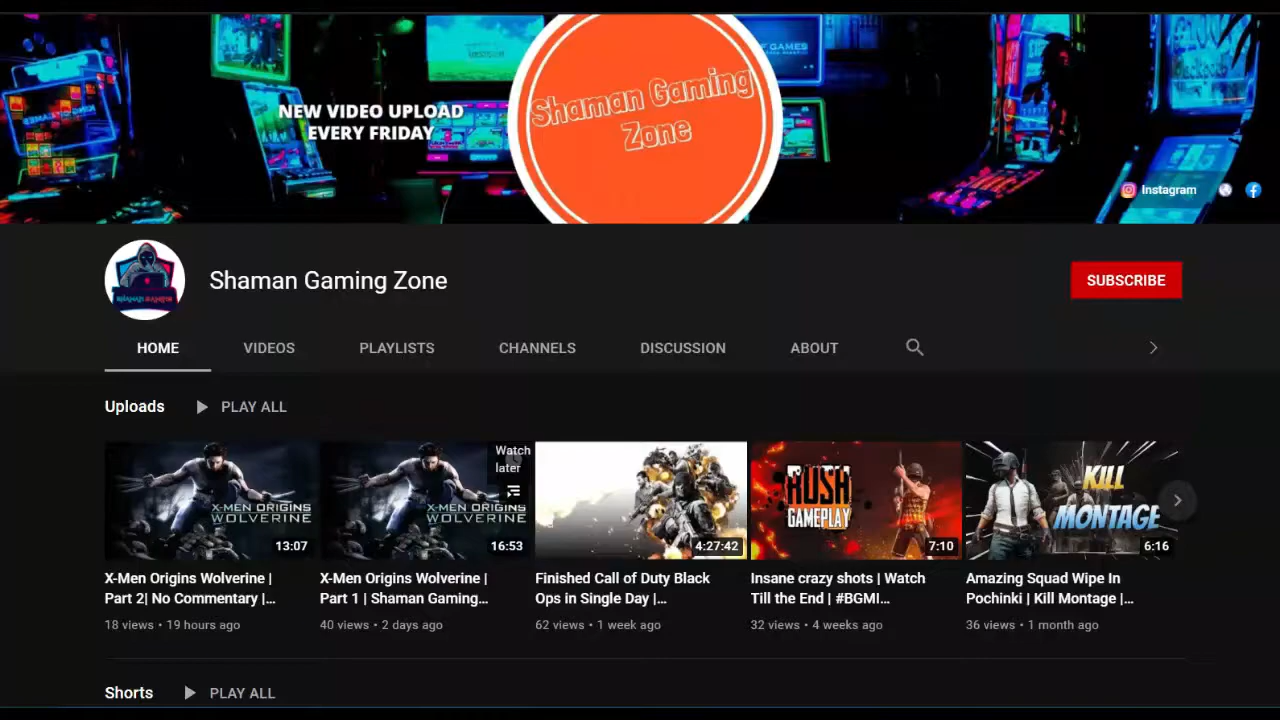 NEW VIDEO UPLOAD
EVERY FRIDAY
Shaman Gaming
Zone
GAMES
Instagram
Shaman Gaming Zone
SUBSCRIBE
HOME VIDEOS PLAYLISTS CHANNELS DISCUSSION ABOUT
Uploads PLAY ALL
Watch
later
X-MEN ORIGINS
WOLVERINE
13:07
X-MEN ORIGINS
WOLVERINE
16:53
4:27:42
RUSH
GAMEPLAY
7:10
KILL
MONTAGE
6:16
X-Men Origins Wolverine |
Part 2| No Commentary |...
18 views • 19 hours ago
X-Men Origins Wolverine |
Part 1 | Shaman Gaming...
40 views • 2 days ago
Finished Call of Duty Black
Ops in Single Day |...
62 views • 1 week ago
Insane crazy shots | Watch
Till the End | #BGMI...
32 views • 4 weeks ago
Amazing Squad Wipe In
Pochinki | Kill Montage |...
36 views • 1 month ago
Shorts PLAY ALL